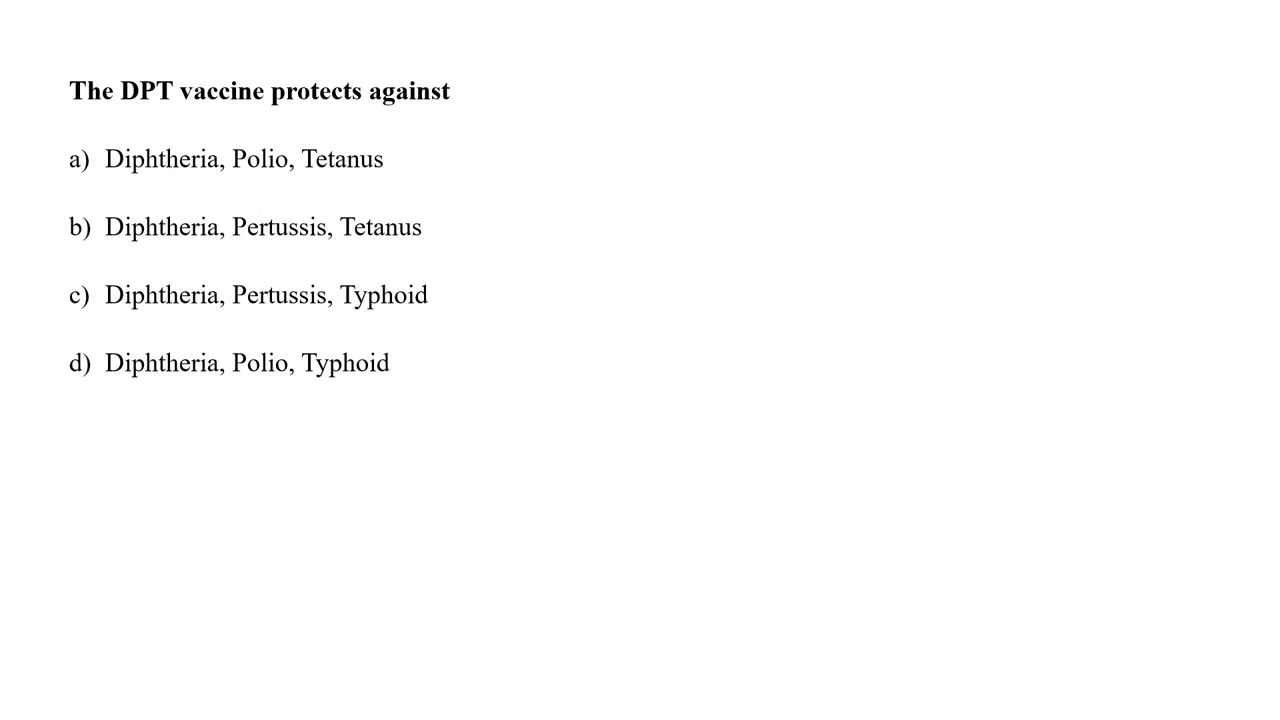 The DPT vaccine protects against
a) Diphtheria, Polio, Tetanus
b) Diphtheria, Pertussis, Tetanus
c) Diphtheria, Pertussis, Typhoid
d) Diphtheria, Polio, Typhoid